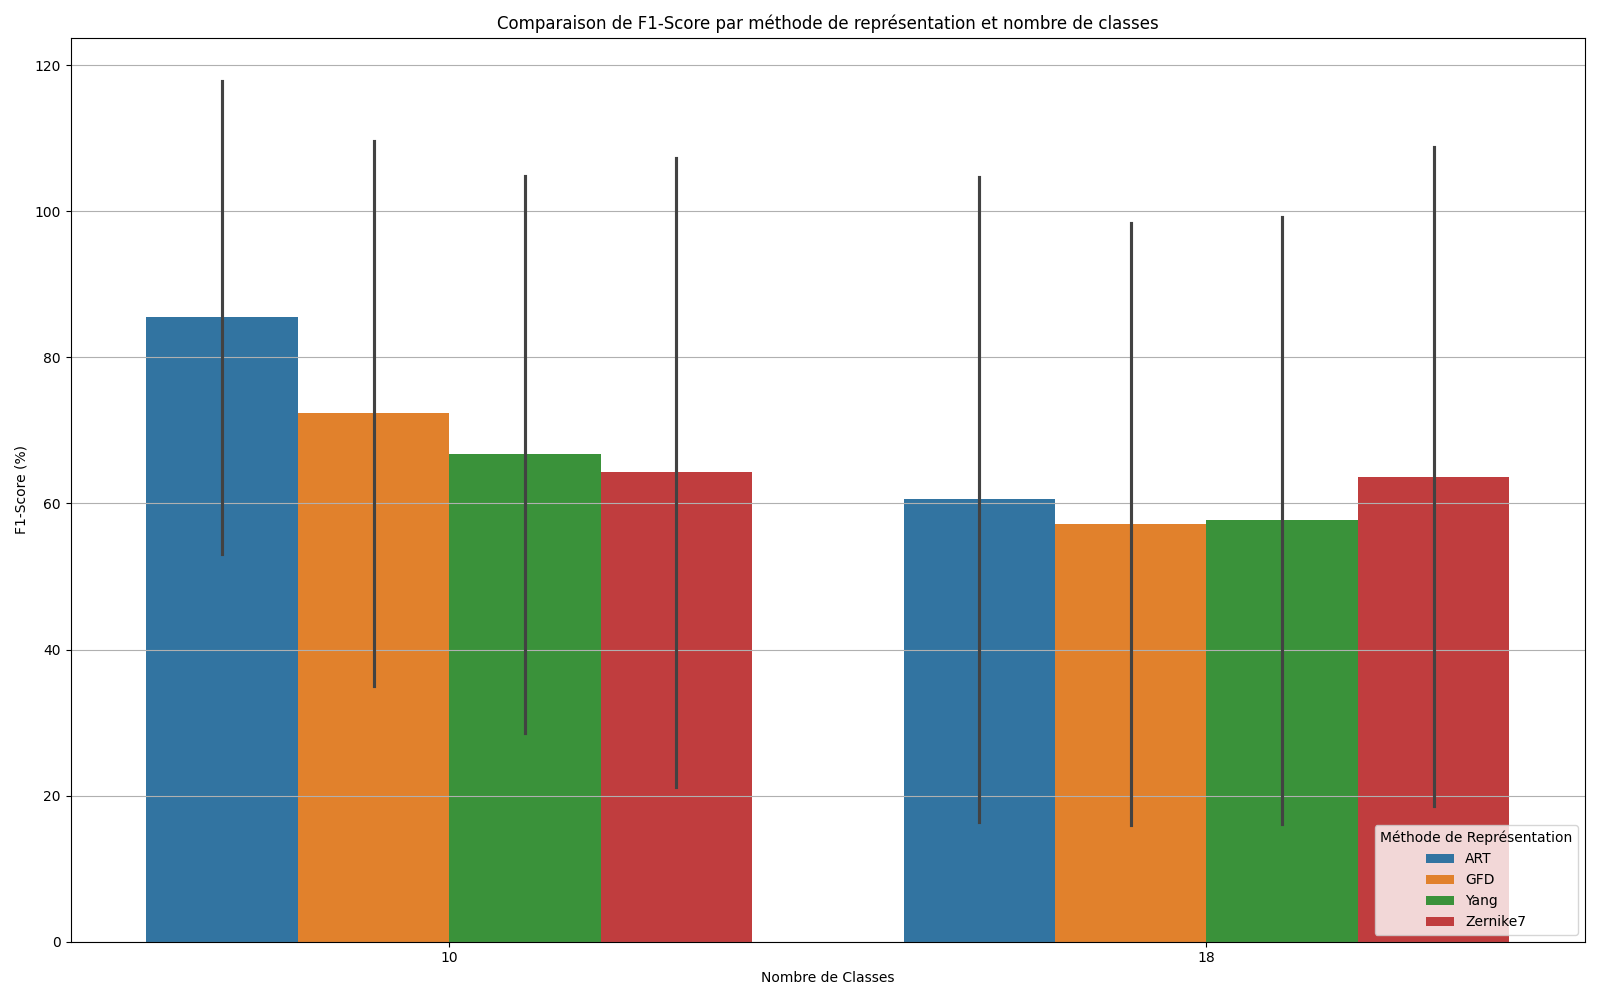 Comparaison de F1-Score par méthode de représentation et nombre de classes
F1-Score (%)
120
100
80
60
40
20
0
10
18
Nombre de Classes
Méthode de Représentation
ART
GFD
Yang
Zernike7